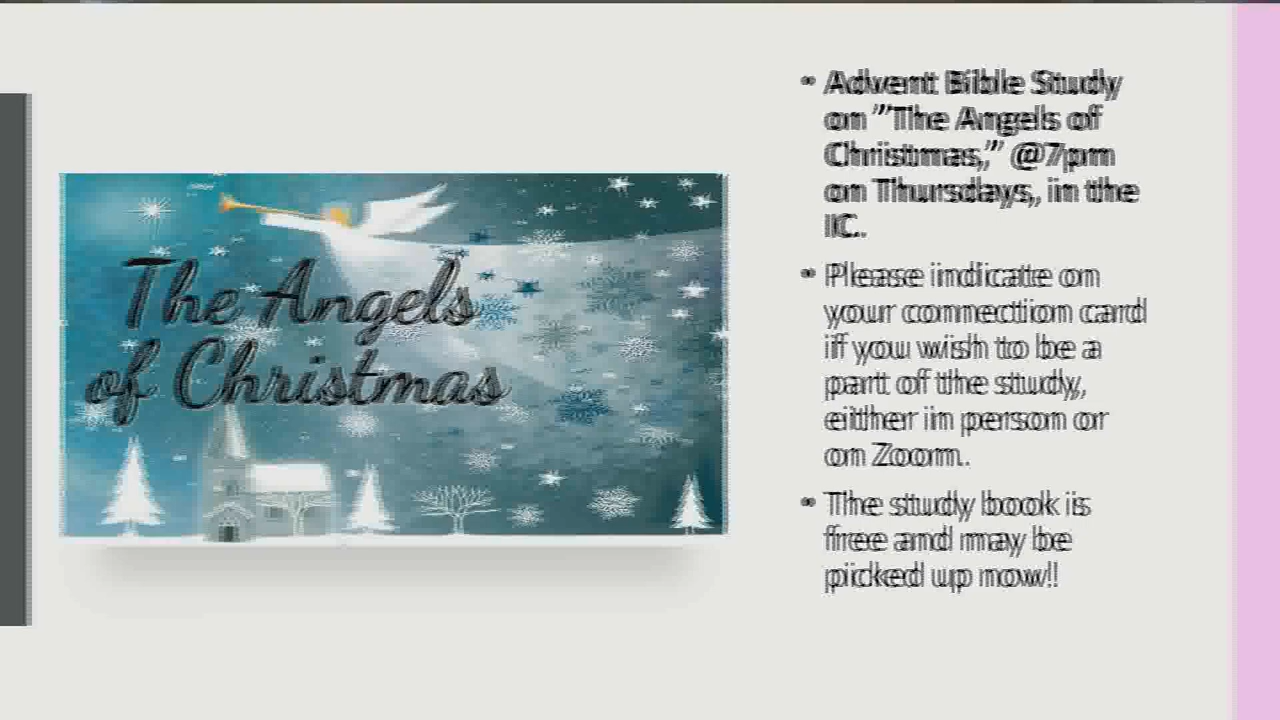 The Angels
of Christmas
• Advent Bible Study
on "The Angels of
Christmas," @7pm
on Thursdays, in the
IC.
• Please indicate on
your connection card
if you wish to be a
part of the study,
either in person or
on Zoom.
• The study book is
free and may be
picked up now!